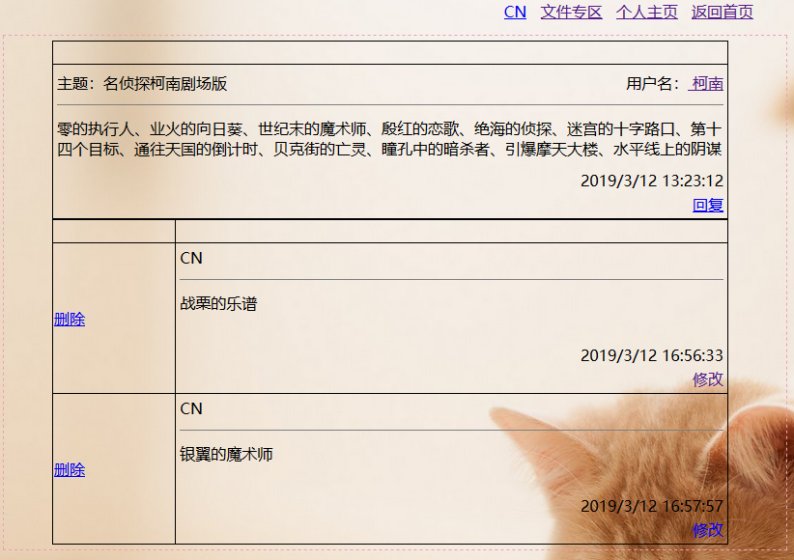 CN 文件专区 个人主页 返回首页
主题：名侦探柯南剧场版 用户名： 柯南
零的执行人、业火的向日葵、世纪末的魔术师、殷红的恋歌、绝海的侦探、迷宫的十字路口、第十
四个目标、通往天国的倒计时、贝克街的亡灵、瞳孔中的暗杀者、引爆摩天大楼、水平线上的阴谋
2019/3/12 13:23:12
回复
CN
战栗的乐谱
删除
2019/3/12 16:56:33
修改
CN
银翼的魔术师
删除
2019/3/12 16:57:57
修改